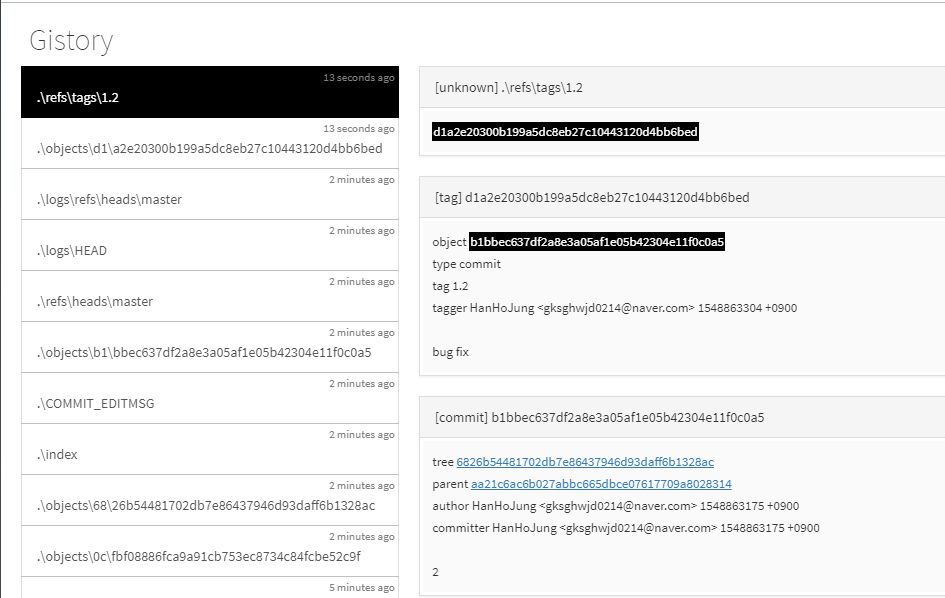 Gistory
13 seconds ago
.\refs\tags\1.2
13 seconds ago
.\objects\d1\a2e20300b199a5dc8eb27c10443120d4bb6bed
2 minutes ago
.\logs\refs\heads\master
2 minutes ago
.\logs\HEAD
2 minutes ago
.\refs\heads\master
2 minutes ago
.\objects\b1\bbec637df2a8e3a05af1e05b42304e11f0c0a5
2 minutes ago
.\COMMIT_EDITMSG
2 minutes ago
.\index
2 minutes ago
.\objects\68\26b54481702db7e86437946d93daff6b1328ac
2 minutes ago
.\objects\0c\fbf08886fca9a91cb753ec8734c84fcbe52c9f
5 minutes ago
[unknown] .\refs\tags\1.2
d1a2e20300b199a5dc8eb27c10443120d4bb6bed
[tag] d1a2e20300b199a5dc8eb27c10443120d4bb6bed
object b1bbec637df2a8e3a05af1e05b42304e11f0c0a5
type commit
tag 1.2
tagger HanHoJung <gksghwjd0214@naver.com> 1548863304 +0900
bug fix
[commit] b1bbec637df2a8e3a05af1e05b42304e11f0c0a5
tree 6826b54481702db7e86437946d93daff6b1328ac
parent aa21c6ac6b027abbc665dbce07617709a8028314
author HanHoJung <gksghwjd0214@naver.com> 1548863175 +0900
committer HanHoJung <gksghwjd0214@naver.com> 1548863175 +0900
2